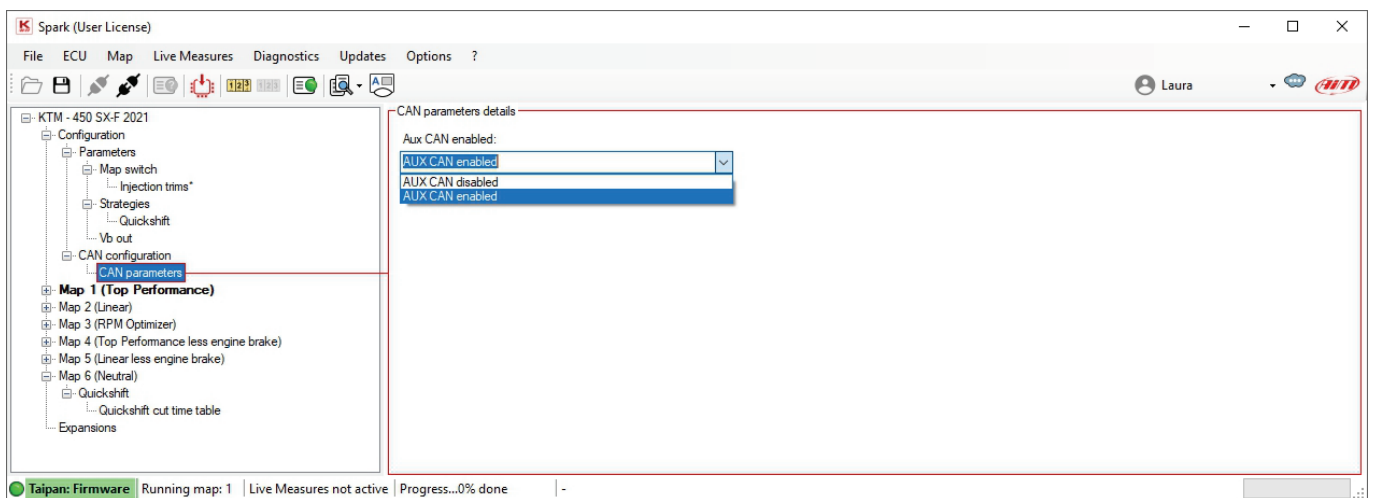 Spark (User License)
File ECU Map Live Measures Diagnostics Updates Options ?
Laura
AiM
KTM - 450 SX-F 2021
Configuration
Parameters
Map switch
Injection trims*
Strategies
Quickshift
Vb out
CAN configuration
CAN parameters
Map 1 (Top Performance)
Map 2 (Linear)
Map 3 (RPM Optimizer)
Map 4 (Top Performance less engine brake)
Map 5 (Linear less engine brake)
Map 6 (Neutral)
Quickshift
Quickshift cut time table
Expansions
CAN parameters details
Aux CAN enabled:
AUX CAN enabled
AUX CAN disabled
AUX CAN enabled
Taipan: Firmware Running map: 1 Live Measures not active Progress...0% done -